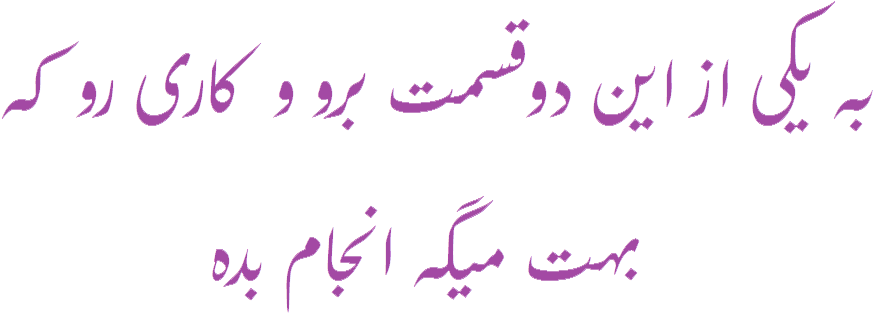 به یکی از این دو قسمت برو و کاری رو که
بهت میگه انجام بده